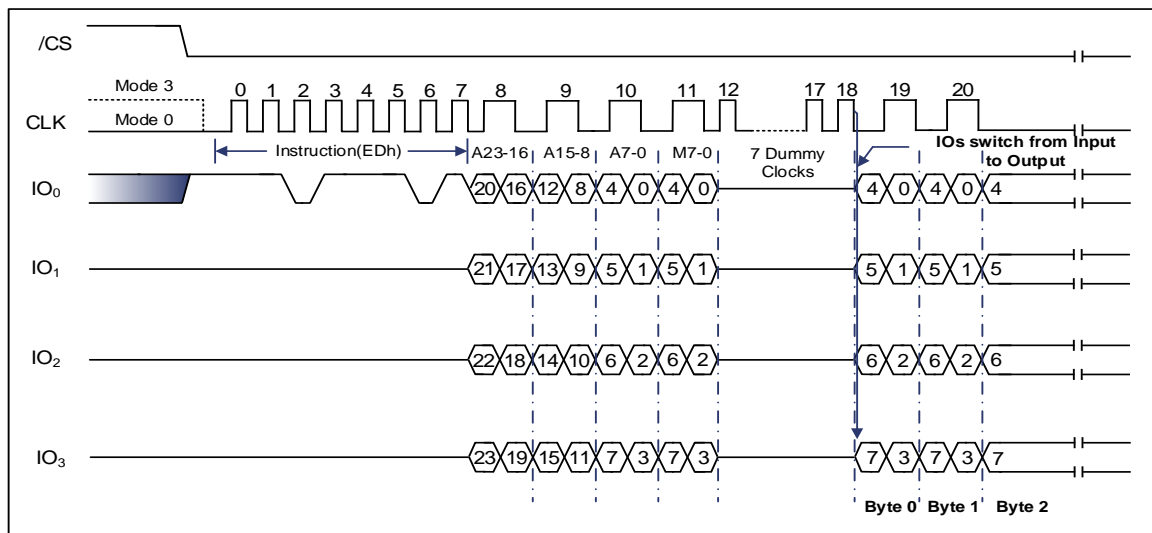 /CS
Mode 3
0 1 2 3 4 5 6 7 8 9 10 11 12 17 18 19 20
CLK
Mode 0
Instruction(EDh) A23-16 A15-8 A7-0 M7-0 7 Dummy Clocks
IOs switch from Input
to Output
IO₀ 20 16 12 8 4 0 4 0 4 0 4 0 4
IO₁ 21 17 13 9 5 1 5 1 5 1 5 1 5
IO₂ 22 18 14 10 6 2 6 2 6 2 6 2 6
IO₃ 23 19 15 11 7 3 7 3 7 3 7 3 7
Byte 0 Byte 1 Byte 2